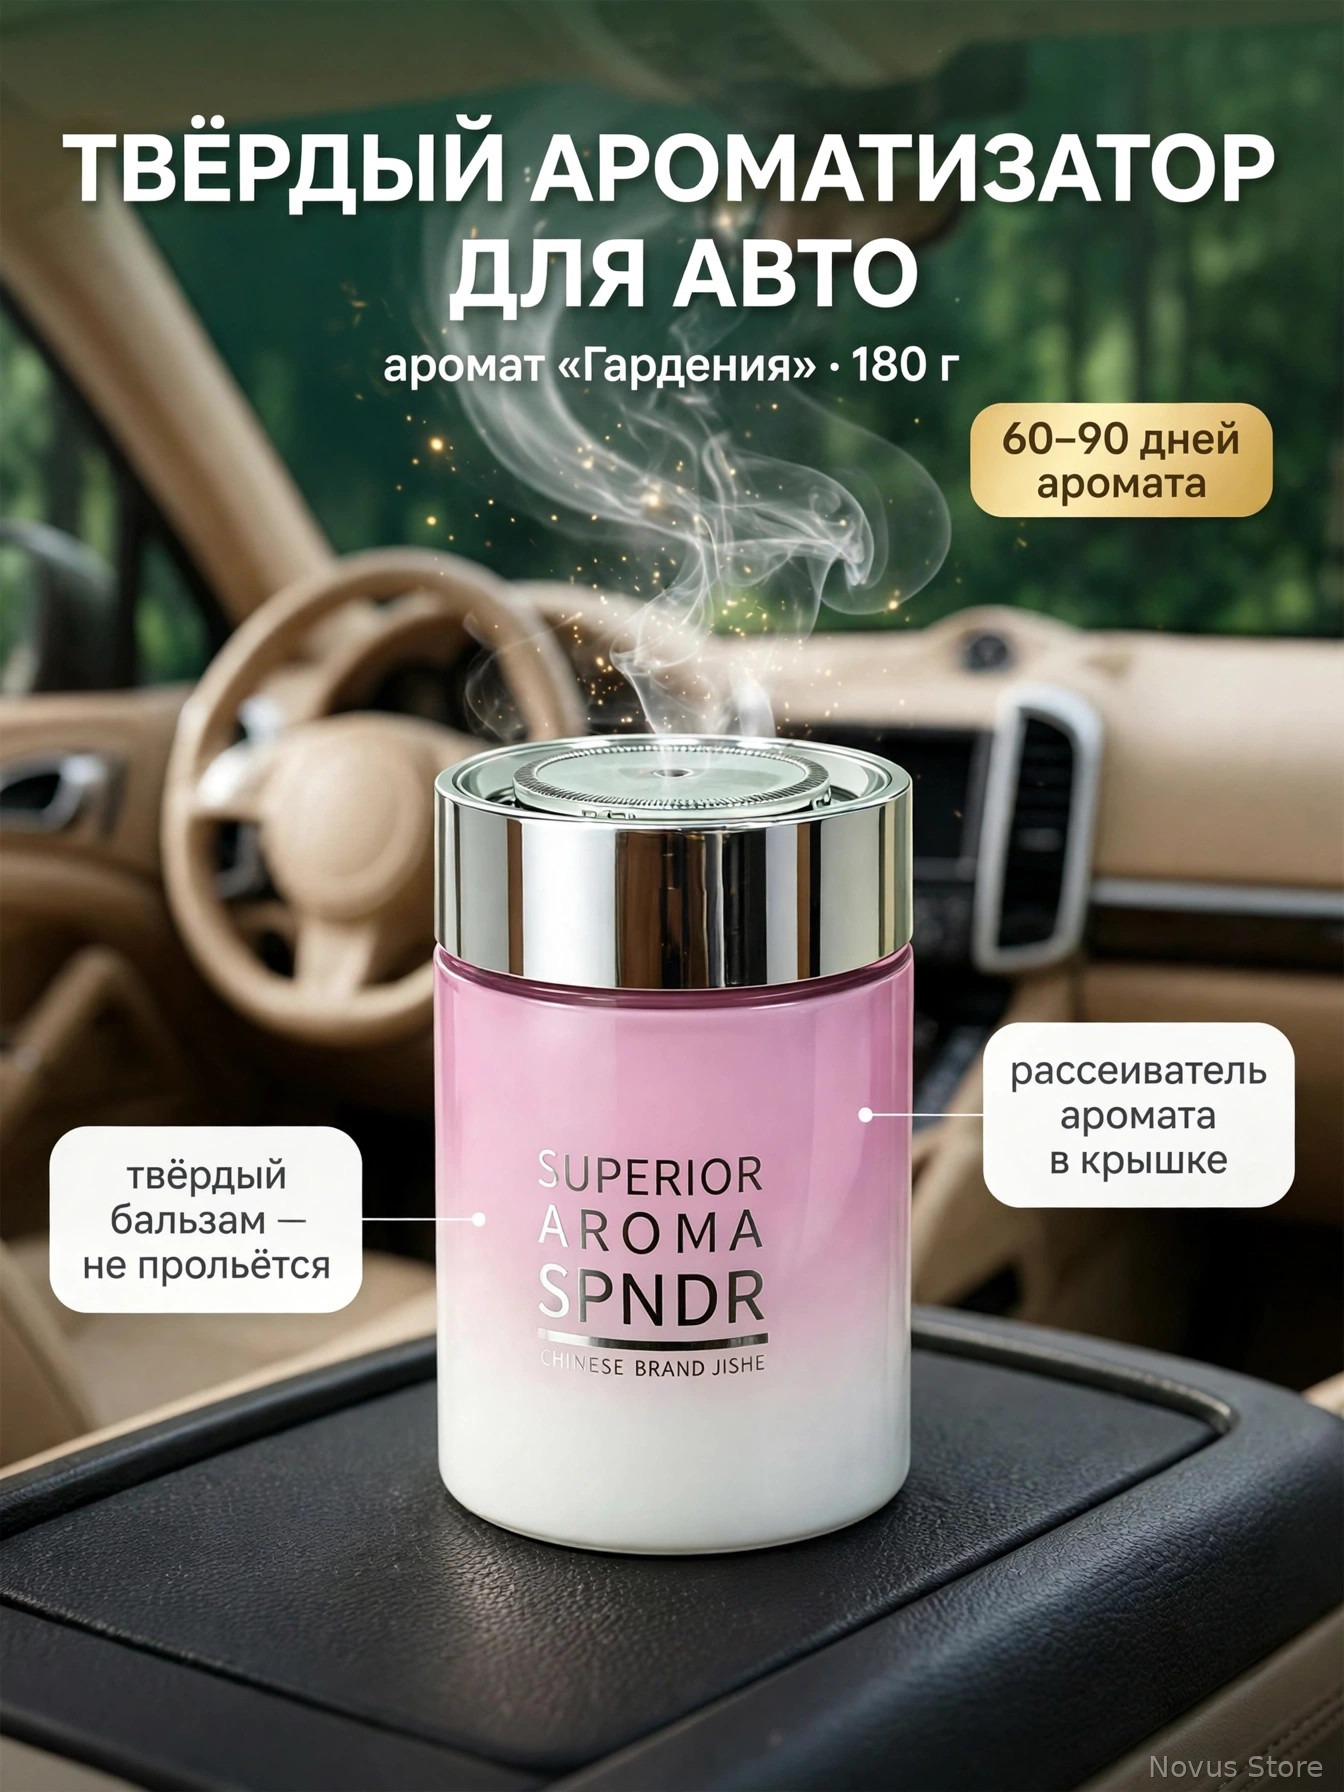 ТВЁРДЫЙ АРОМАТИЗАТОР
ДЛЯ АВТО
аромат «Гардения» · 180 г
60–90 дней
аромата
рассеиватель
аромата
в крышке
твёрдый
бальзам —
не прольётся
SUPERIOR
AROMA
SPNDR
CHINESE BRAND JISHE
Novus Store